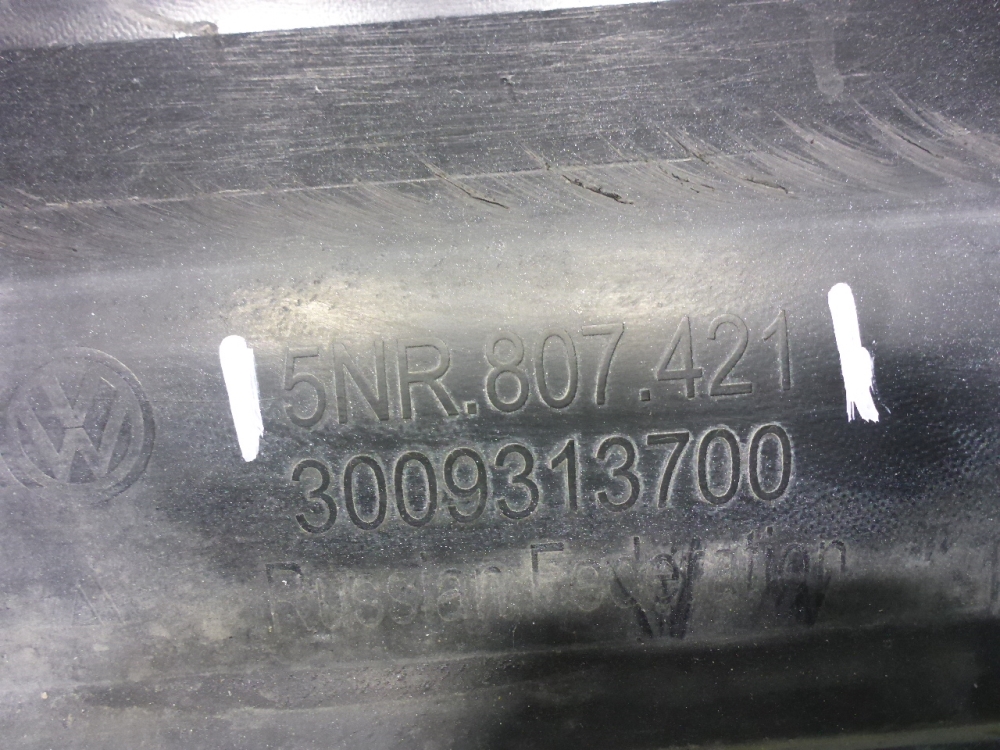 5NR.807.421
3009313700
Russian Federation